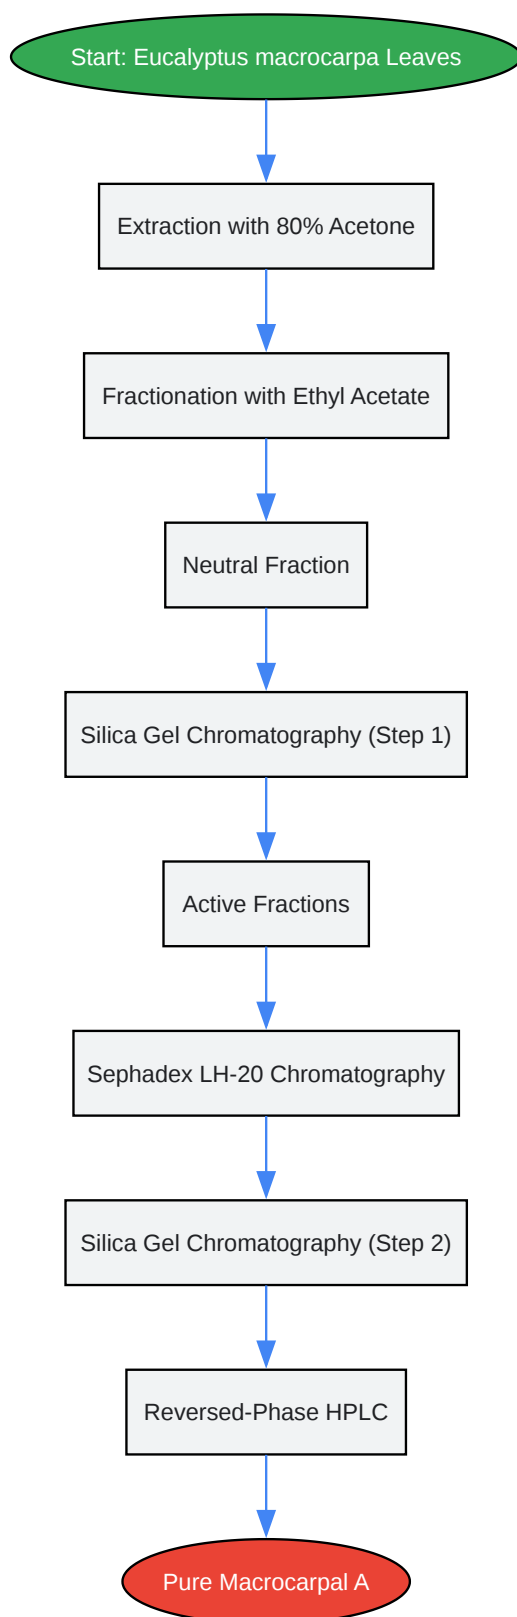 Start: Eucalyptus macrocarpa Leaves
Extraction with 80% Acetone
Fractionation with Ethyl Acetate
Neutral Fraction
Silica Gel Chromatography (Step 1)
Active Fractions
Sephadex LH-20 Chromatography
Silica Gel Chromatography (Step 2)
Reversed-Phase HPLC
Pure Macrocarpal A